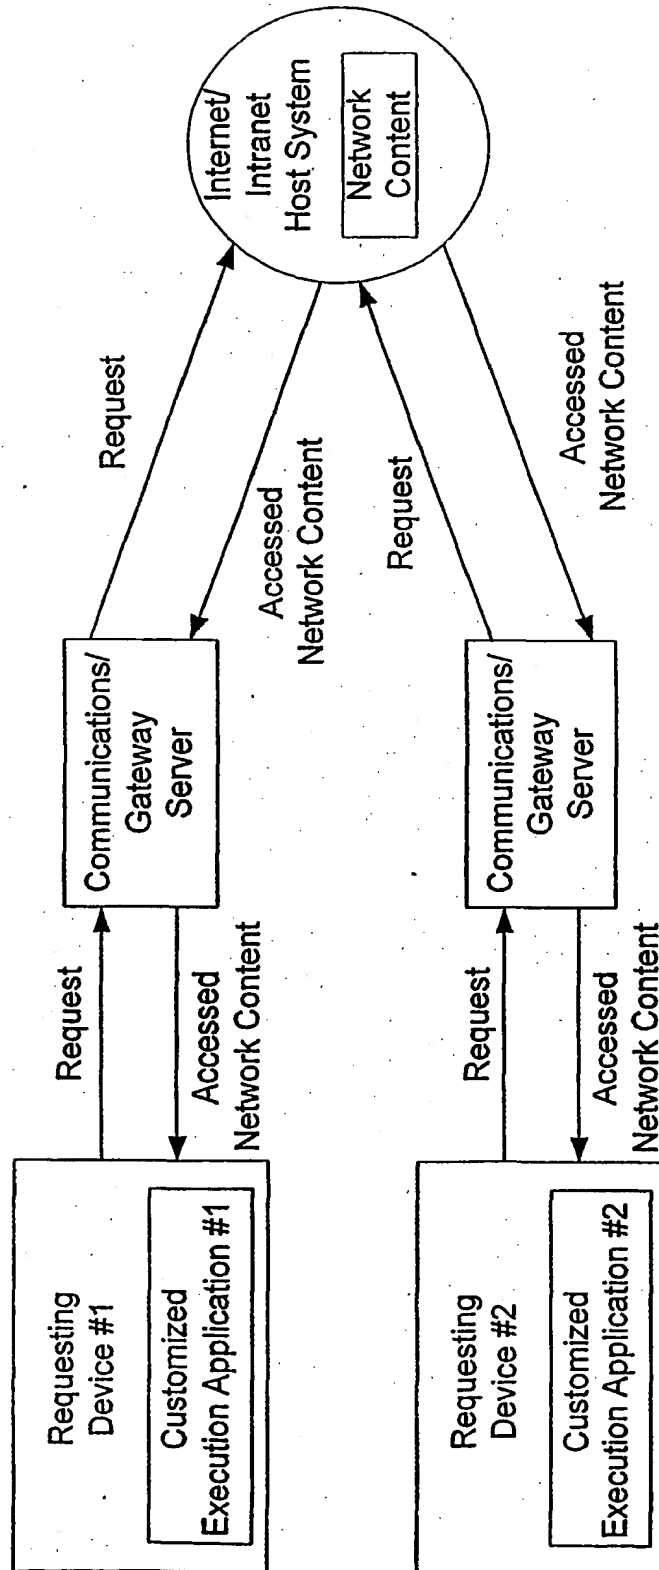 Requesting
Device #1
Customized
Execution Application #1
Request
Accessed
Network Content
Communications/
Gateway
Server
Request
Accessed
Network Content
Internet/
Intranet
Host System
Network
Content
Requesting
Device #2
Customized
Execution Application #2
Request
Accessed
Network Content
Communications/
Gateway
Server
Request
Accessed
Network Content